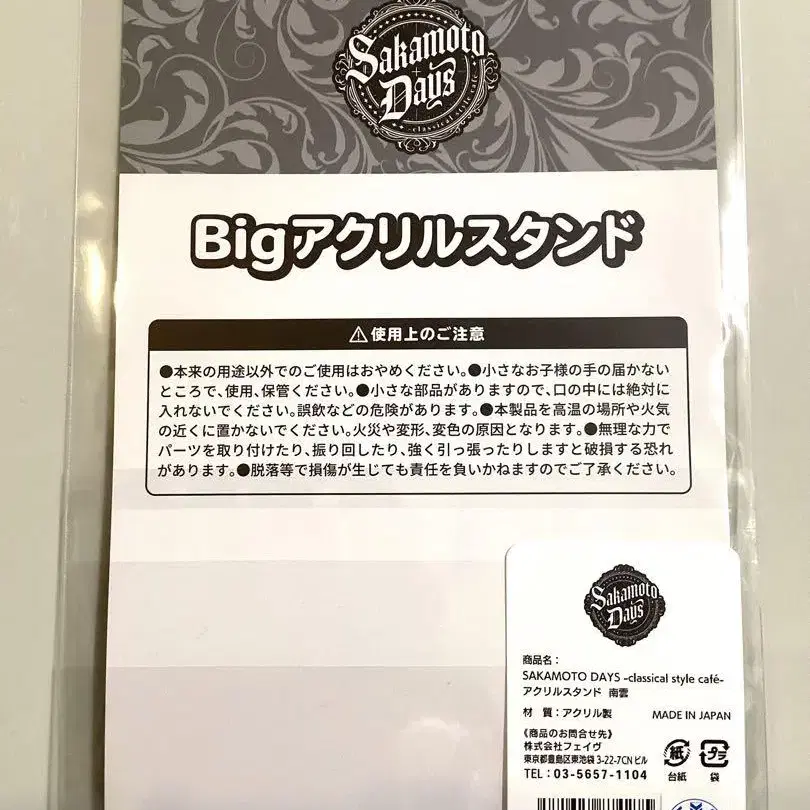 Sakamoto
Days
-classical style café-
Bigアクリルスタンド
⚠使用上のご注意
●本来の用途以外でのご使用はおやめください。●小さなお子様の手の届かない
ところで、使用、保管ください。●小さな部品がありますので、口の中には絶対に
入れないでください。誤飲などの危険があります。●本製品を高温の場所や火気
の近くに置かないでください。火災や変形、変色の原因となります。●無理な力で
パーツを取り付けたり、振り回したり、強く引っ張ったりしますと破損する恐れ
があります。●脱落等で損傷が生じても責任を負いかねますのでご了承ください。
Sakamoto
Days
商品名：
SAKAMOTO DAYS -classical style café-
アクリルスタンド 南雲
材 質：アクリル製 MADE IN JAPAN
《商品のお問合せ先》
株式会社フェイヴ
東京都豊島区東池袋 3-22-7CN ビル
TEL：03-5657-1104
紙 プラ
台紙 袋